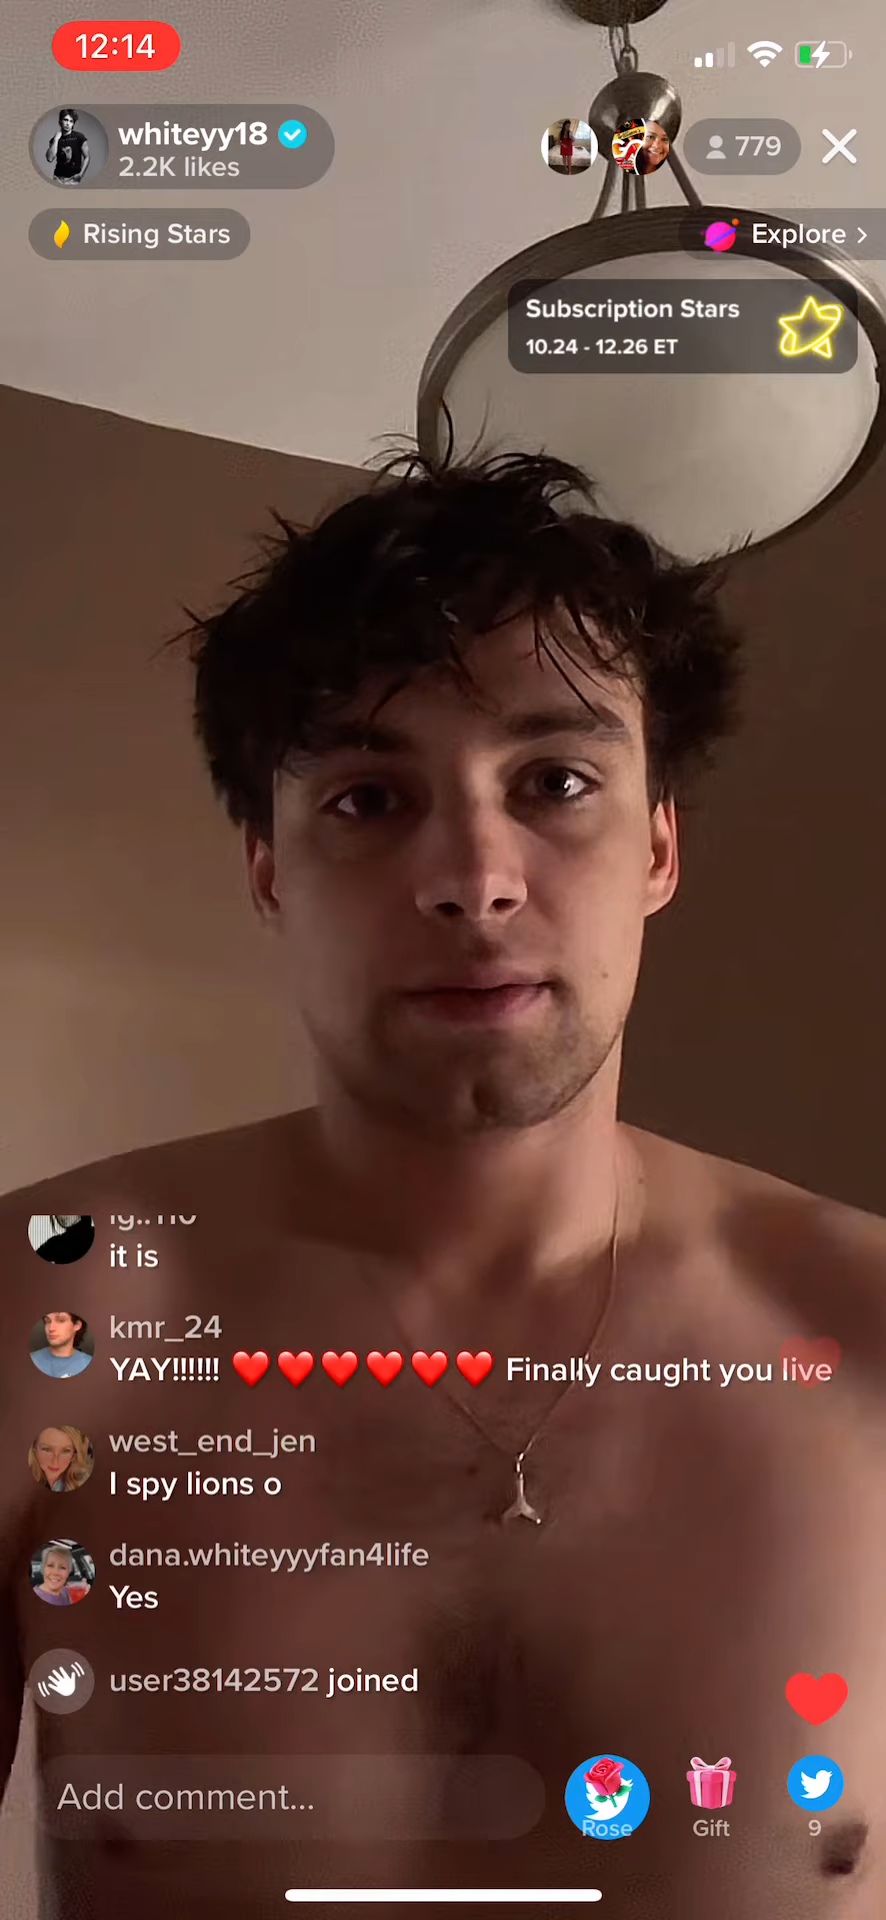 12:14
whiteyy18
2.2K likes
779
Rising Stars
Explore >
Subscription Stars
10.24 - 12.26 ET
it is
kmr_24
YAY!!!!!! ❤️❤️❤️❤️❤️❤️ Finally caught you live
west_end_jen
I spy lions o
dana.whiteyyyfan4life
Yes
user38142572 joined
Add comment...
Rose
Gift
9